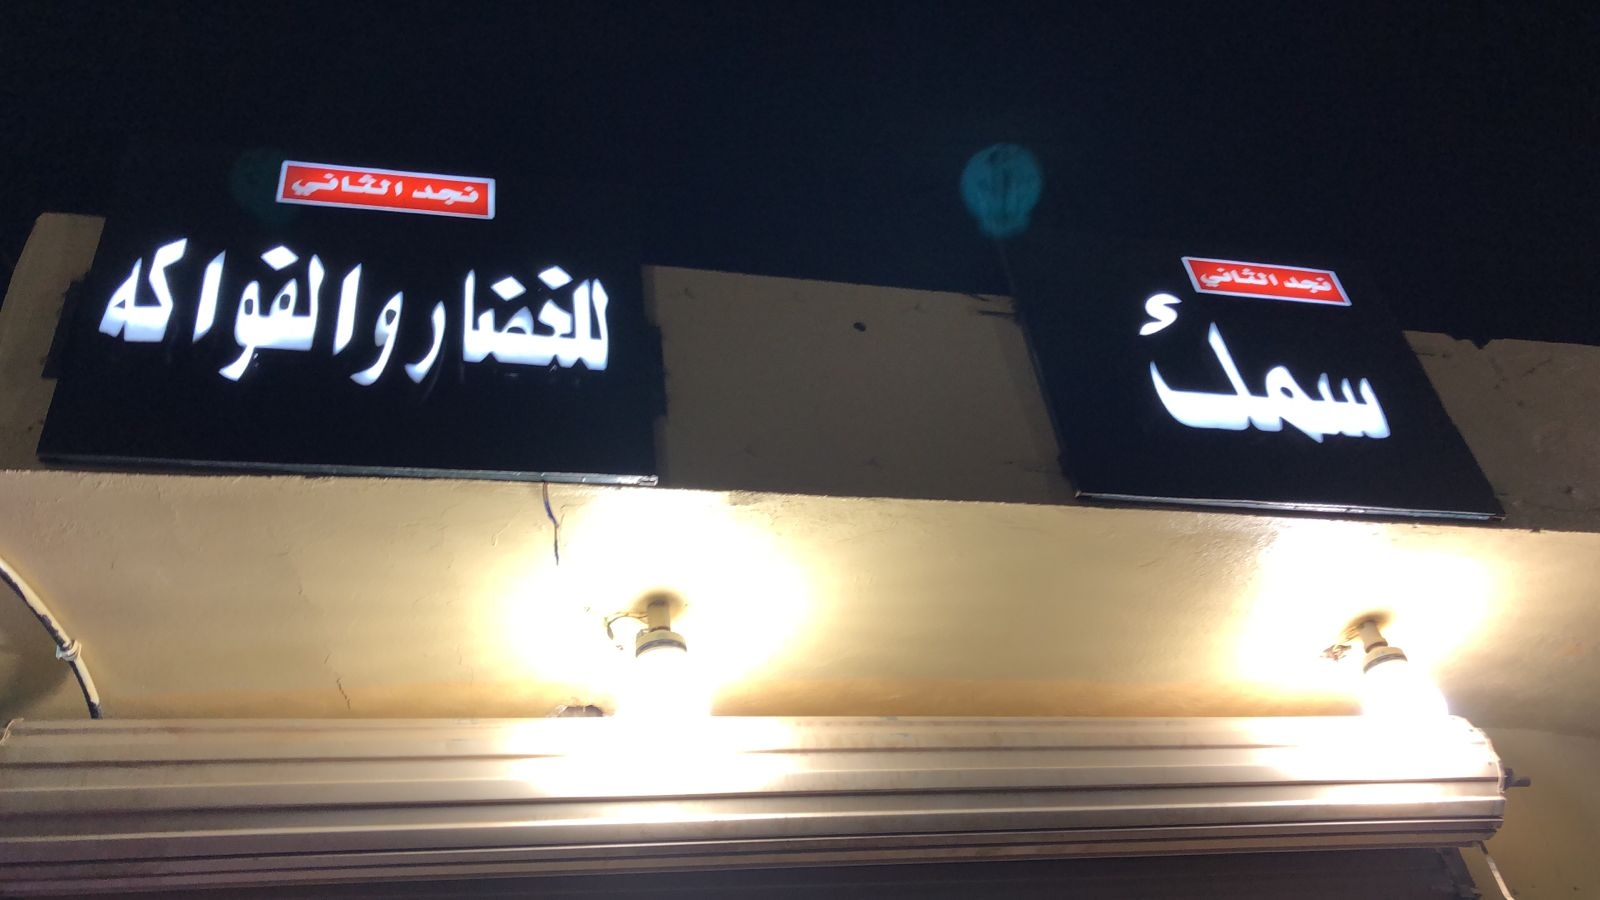 نجد الثاني
سمك
نجد الثاني
للخضار والفواكه